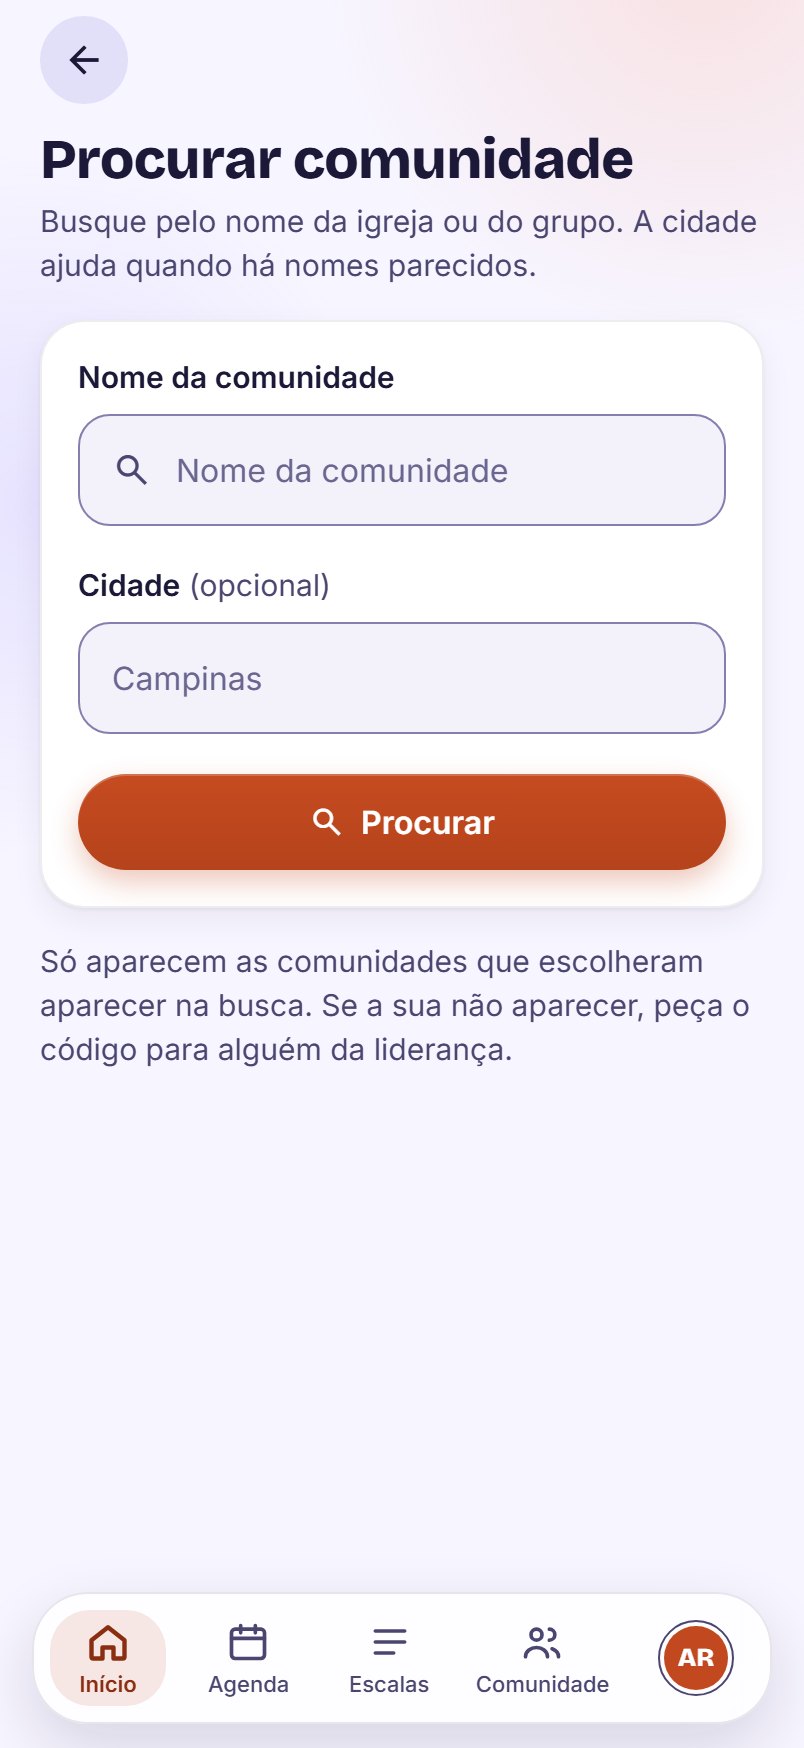 Procurar comunidade
Busque pelo nome da igreja ou do grupo. A cidade
ajuda quando há nomes parecidos.
Nome da comunidade
Nome da comunidade
Cidade (opcional)
Campinas
Procurar
Só aparecem as comunidades que escolheram
aparecer na busca. Se a sua não aparecer, peça o
código para alguém da liderança.
Início
Agenda
Escalas
Comunidade
AR